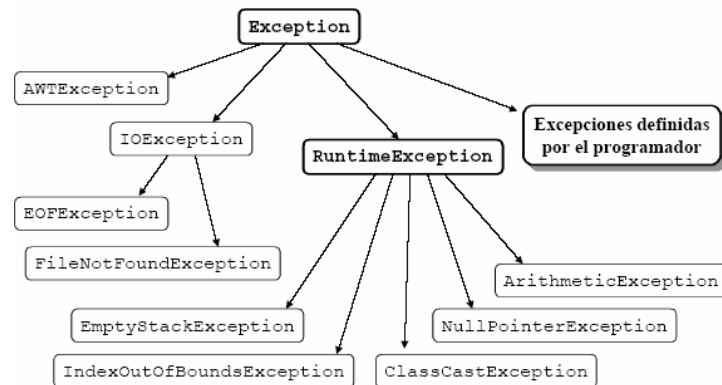 Exception
AWTException
Excepciones definidas
por el programador
IOException
RuntimeException
EOFException
FileNotFoundException
ArithmeticException
EmptyStackException
NullPointerException
IndexOutOfBoundsException
ClassCastException